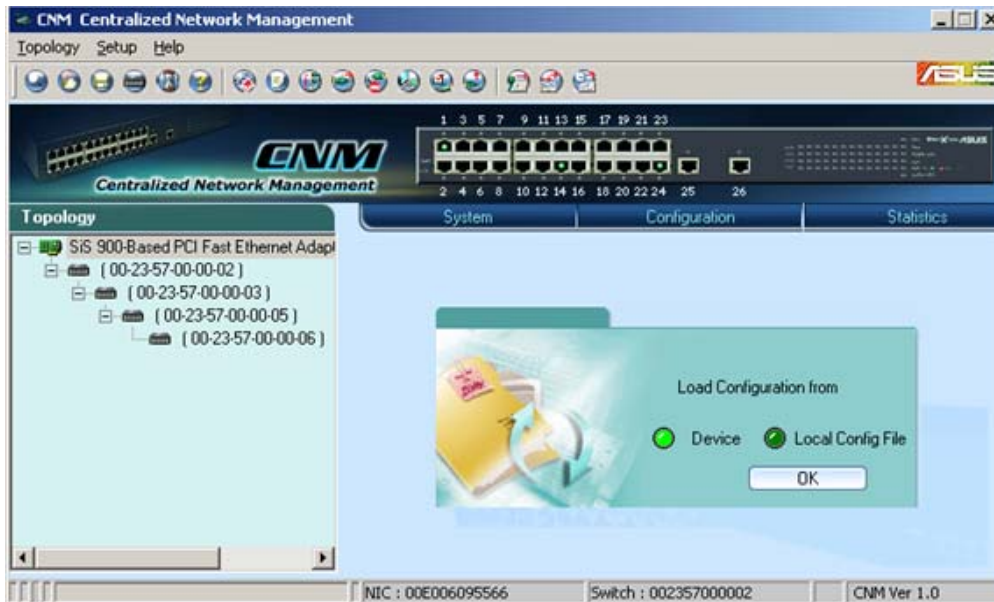 CNM Centralized Network Management
Topology Setup Help
ASUS
1 3 5 7 9 11 13 15 17 19 21 23
CNM
Centralized Network Management
2 4 6 8 10 12 14 16 18 20 22 24 25 26
Topology
System Configuration Statistics
SiS 900-Based PCI Fast Ethernet Adapt
( 00-23-57-00-00-02 )
( 00-23-57-00-00-03 )
( 00-23-57-00-00-05 )
( 00-23-57-00-00-06 )
Load Configuration from
Device Local Config File
OK
NIC : 00E006095566 Switch : 002357000002 CNM Ver 1.0